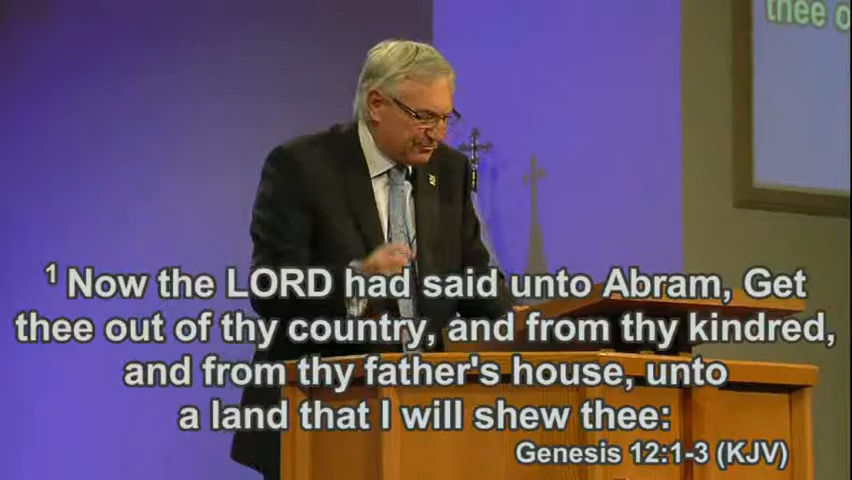 thee o
1 Now the LORD had said unto Abram, Get
thee out of thy country, and from thy kindred,
and from thy father's house, unto
a land that I will shew thee:
Genesis 12:1-3 (KJV)